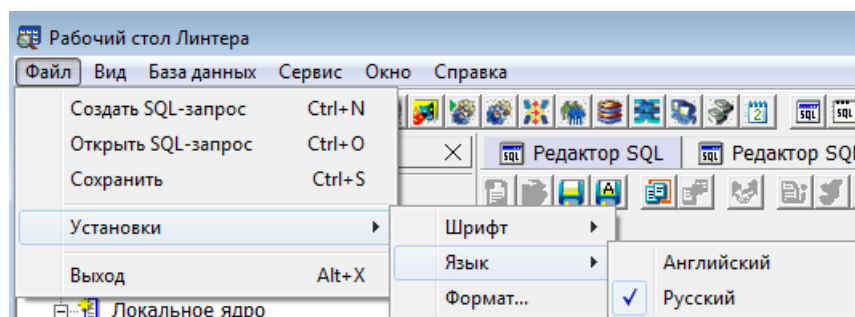 Рабочий стол Линтера
Файл Вид База данных Сервис Окно Справка
Создать SQL-запрос Ctrl+N
Открыть SQL-запрос Ctrl+O
Сохранить Ctrl+S
Редактор SQL Редактор SQL
Установки
Шрифт
Выход Alt+X
Язык
Английский
Формат...
Русский
Локальное ядро